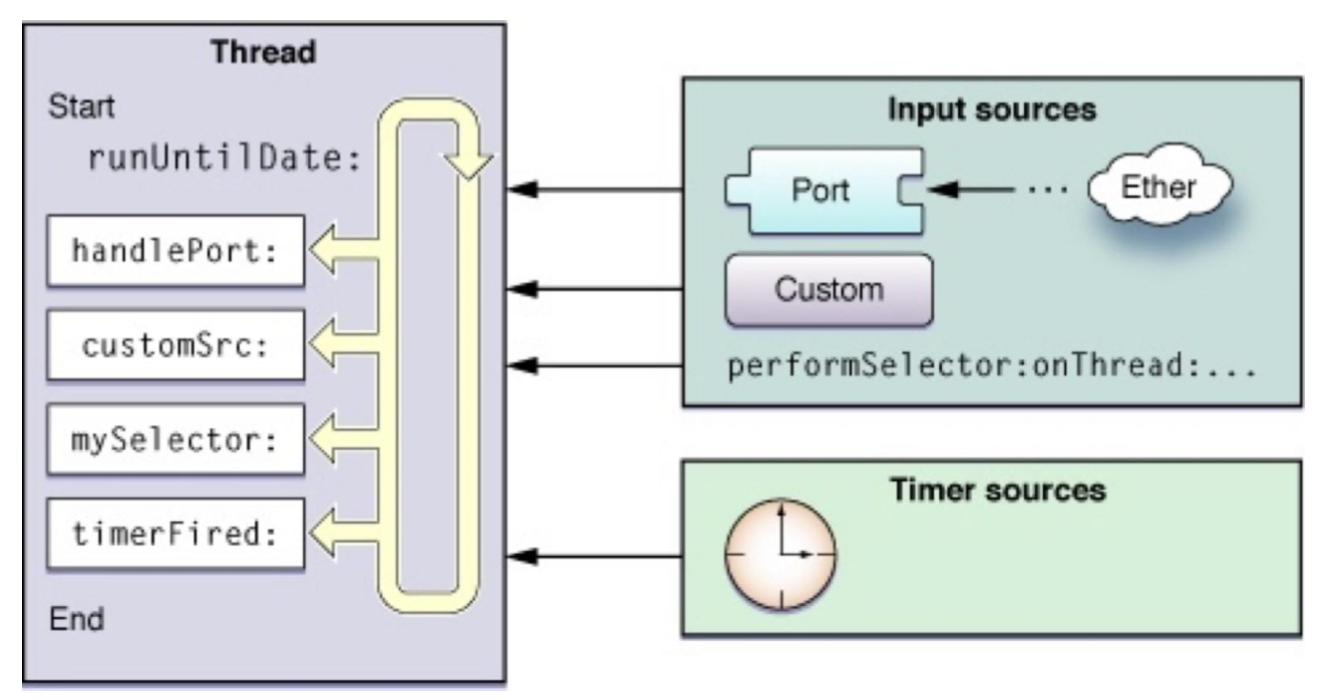 Thread
Start
runUntilDate:
handlePort:
customSrc:
mySelector:
timerFired:
End
Input sources
Port
...
Ether
Custom
performSelector:onThread:...
Timer sources